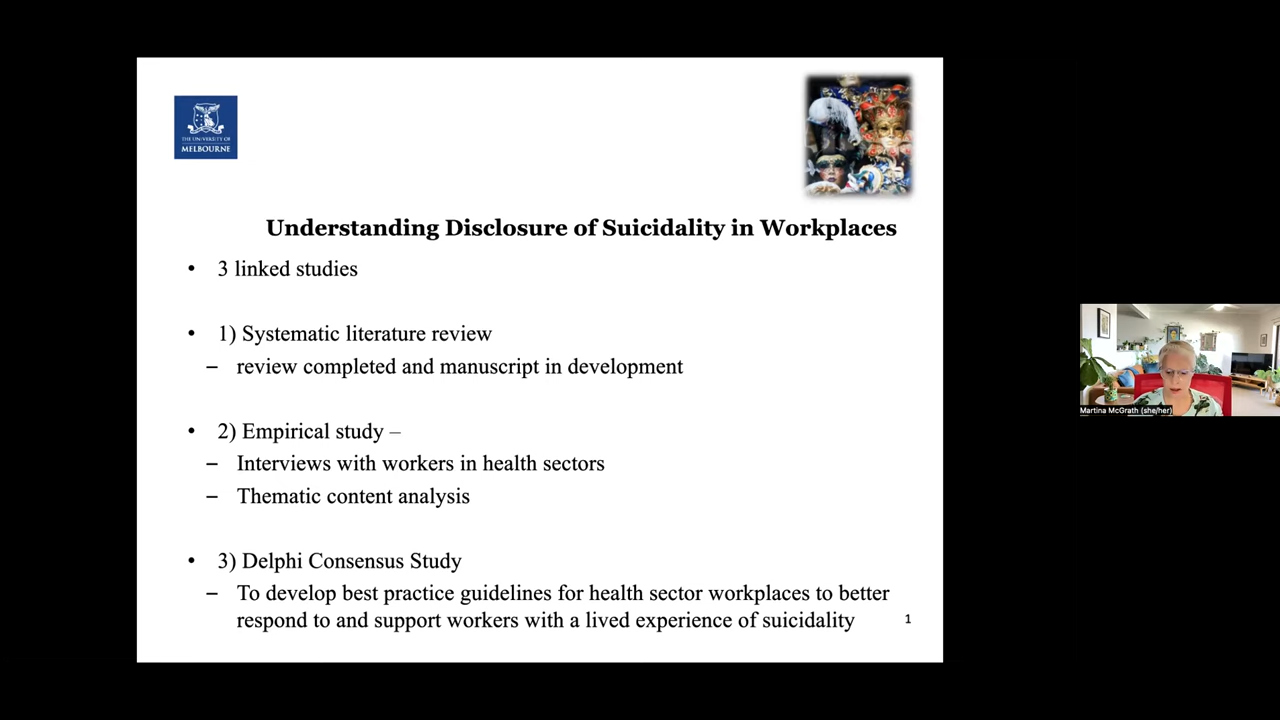 THE UNIVERSITY OF
MELBOURNE
Understanding Disclosure of Suicidality in Workplaces
• 3 linked studies
• 1) Systematic literature review
– review completed and manuscript in development
• 2) Empirical study –
– Interviews with workers in health sectors
– Thematic content analysis
• 3) Delphi Consensus Study
– To develop best practice guidelines for health sector workplaces to better
respond to and support workers with a lived experience of suicidality
1
Martina McGrath (she/her)